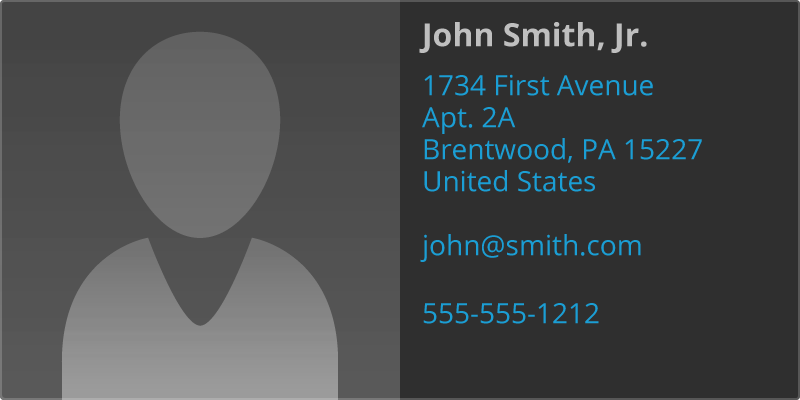 John Smith, Jr.
1734 First Avenue
Apt. 2A
Brentwood, PA 15227
United States
john@smith.com
555-555-1212